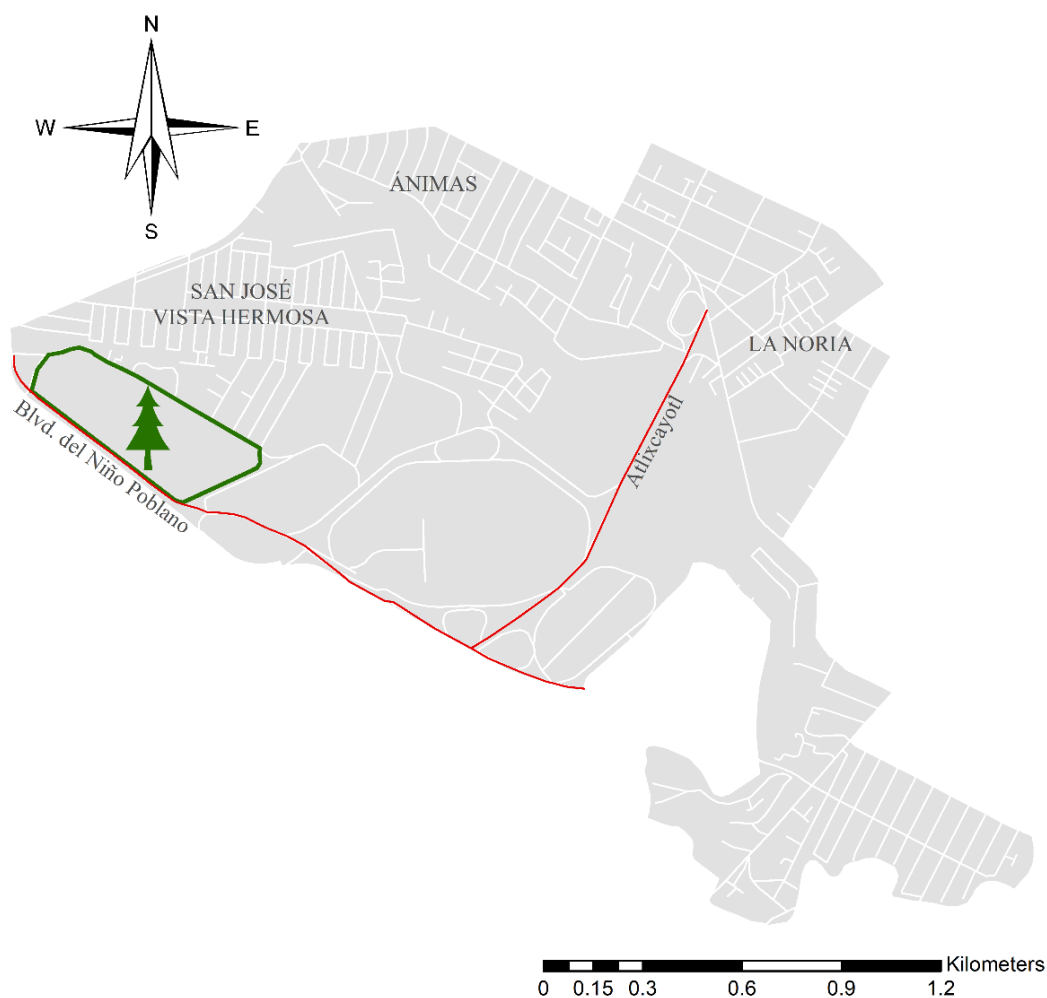 N
W E
S
ÁNIMAS
SAN JOSÉ
VISTA HERMOSA
LA NORIA
Blvd. del Niño Poblano
Atlixcayotl
Kilometers
0 0.15 0.3 0.6 0.9 1.2